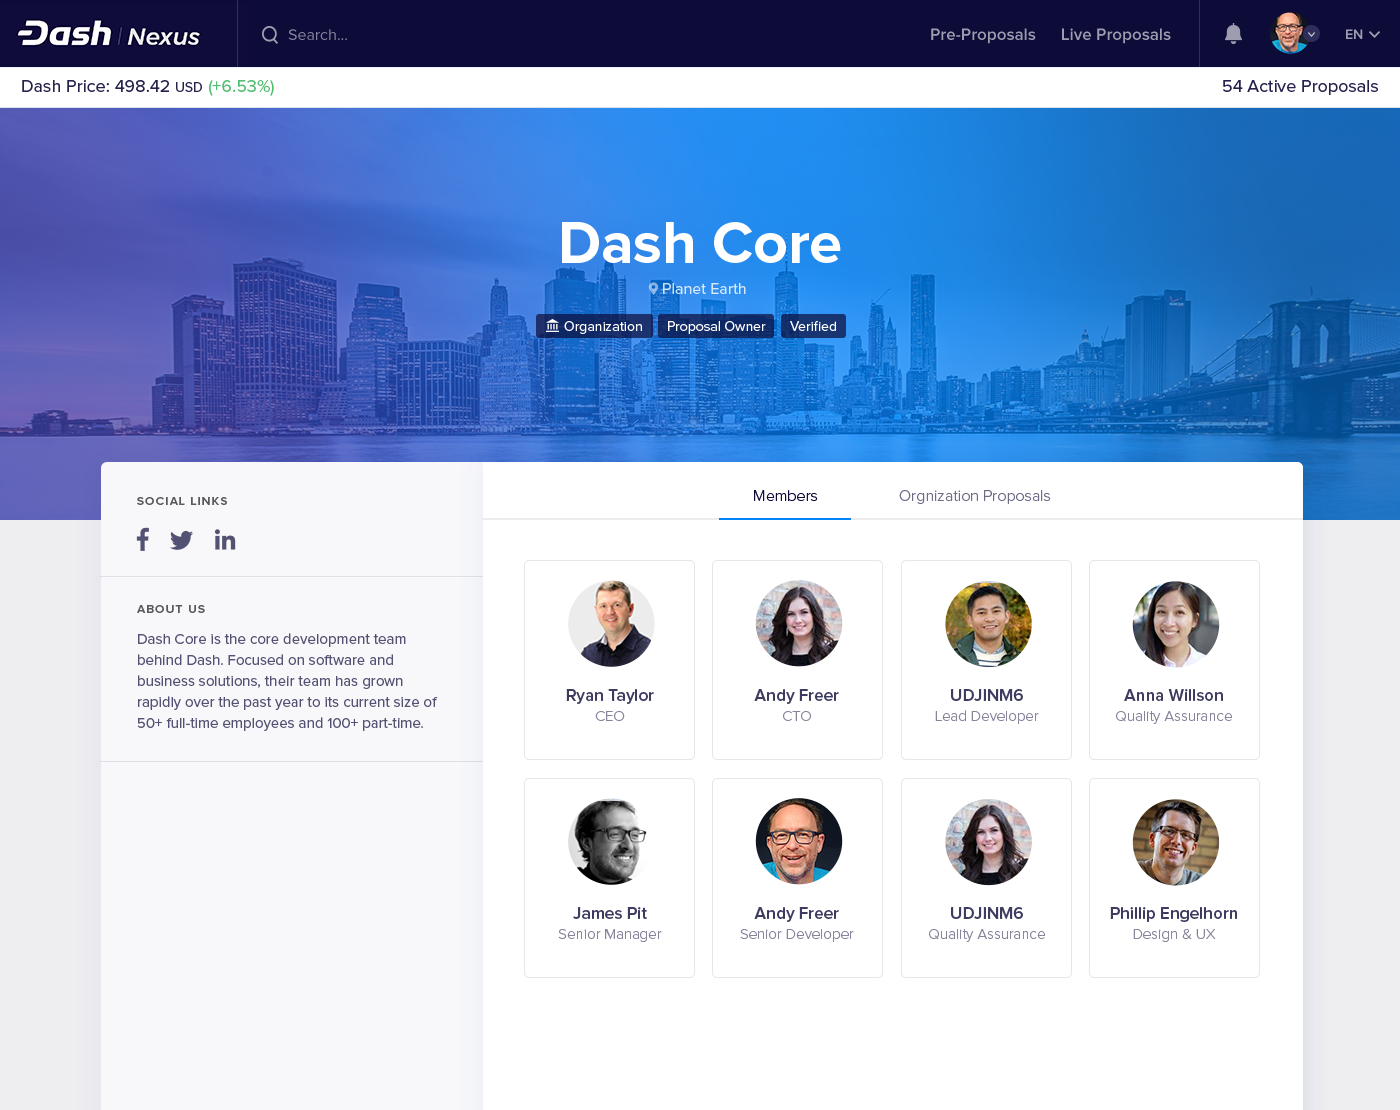 Dash Nexus
Search...
Pre-Proposals
Live Proposals
EN
Dash Price: 498.42 USD (+6.53%)
54 Active Proposals
Dash Core
Planet Earth
Organization
Proposal Owner
Verified
SOCIAL LINKS
ABOUT US
Dash Core is the core development team
behind Dash. Focused on software and
business solutions, their team has grown
rapidly over the past year to its current size of
50+ full-time employees and 100+ part-time.
Members
Orgnization Proposals
Ryan Taylor
CEO
Andy Freer
CTO
UDJINM6
Lead Developer
Anna Willson
Quality Assurance
James Pit
Senior Manager
Andy Freer
Senior Developer
UDJINM6
Quality Assurance
Phillip Engelhorn
Design & UX